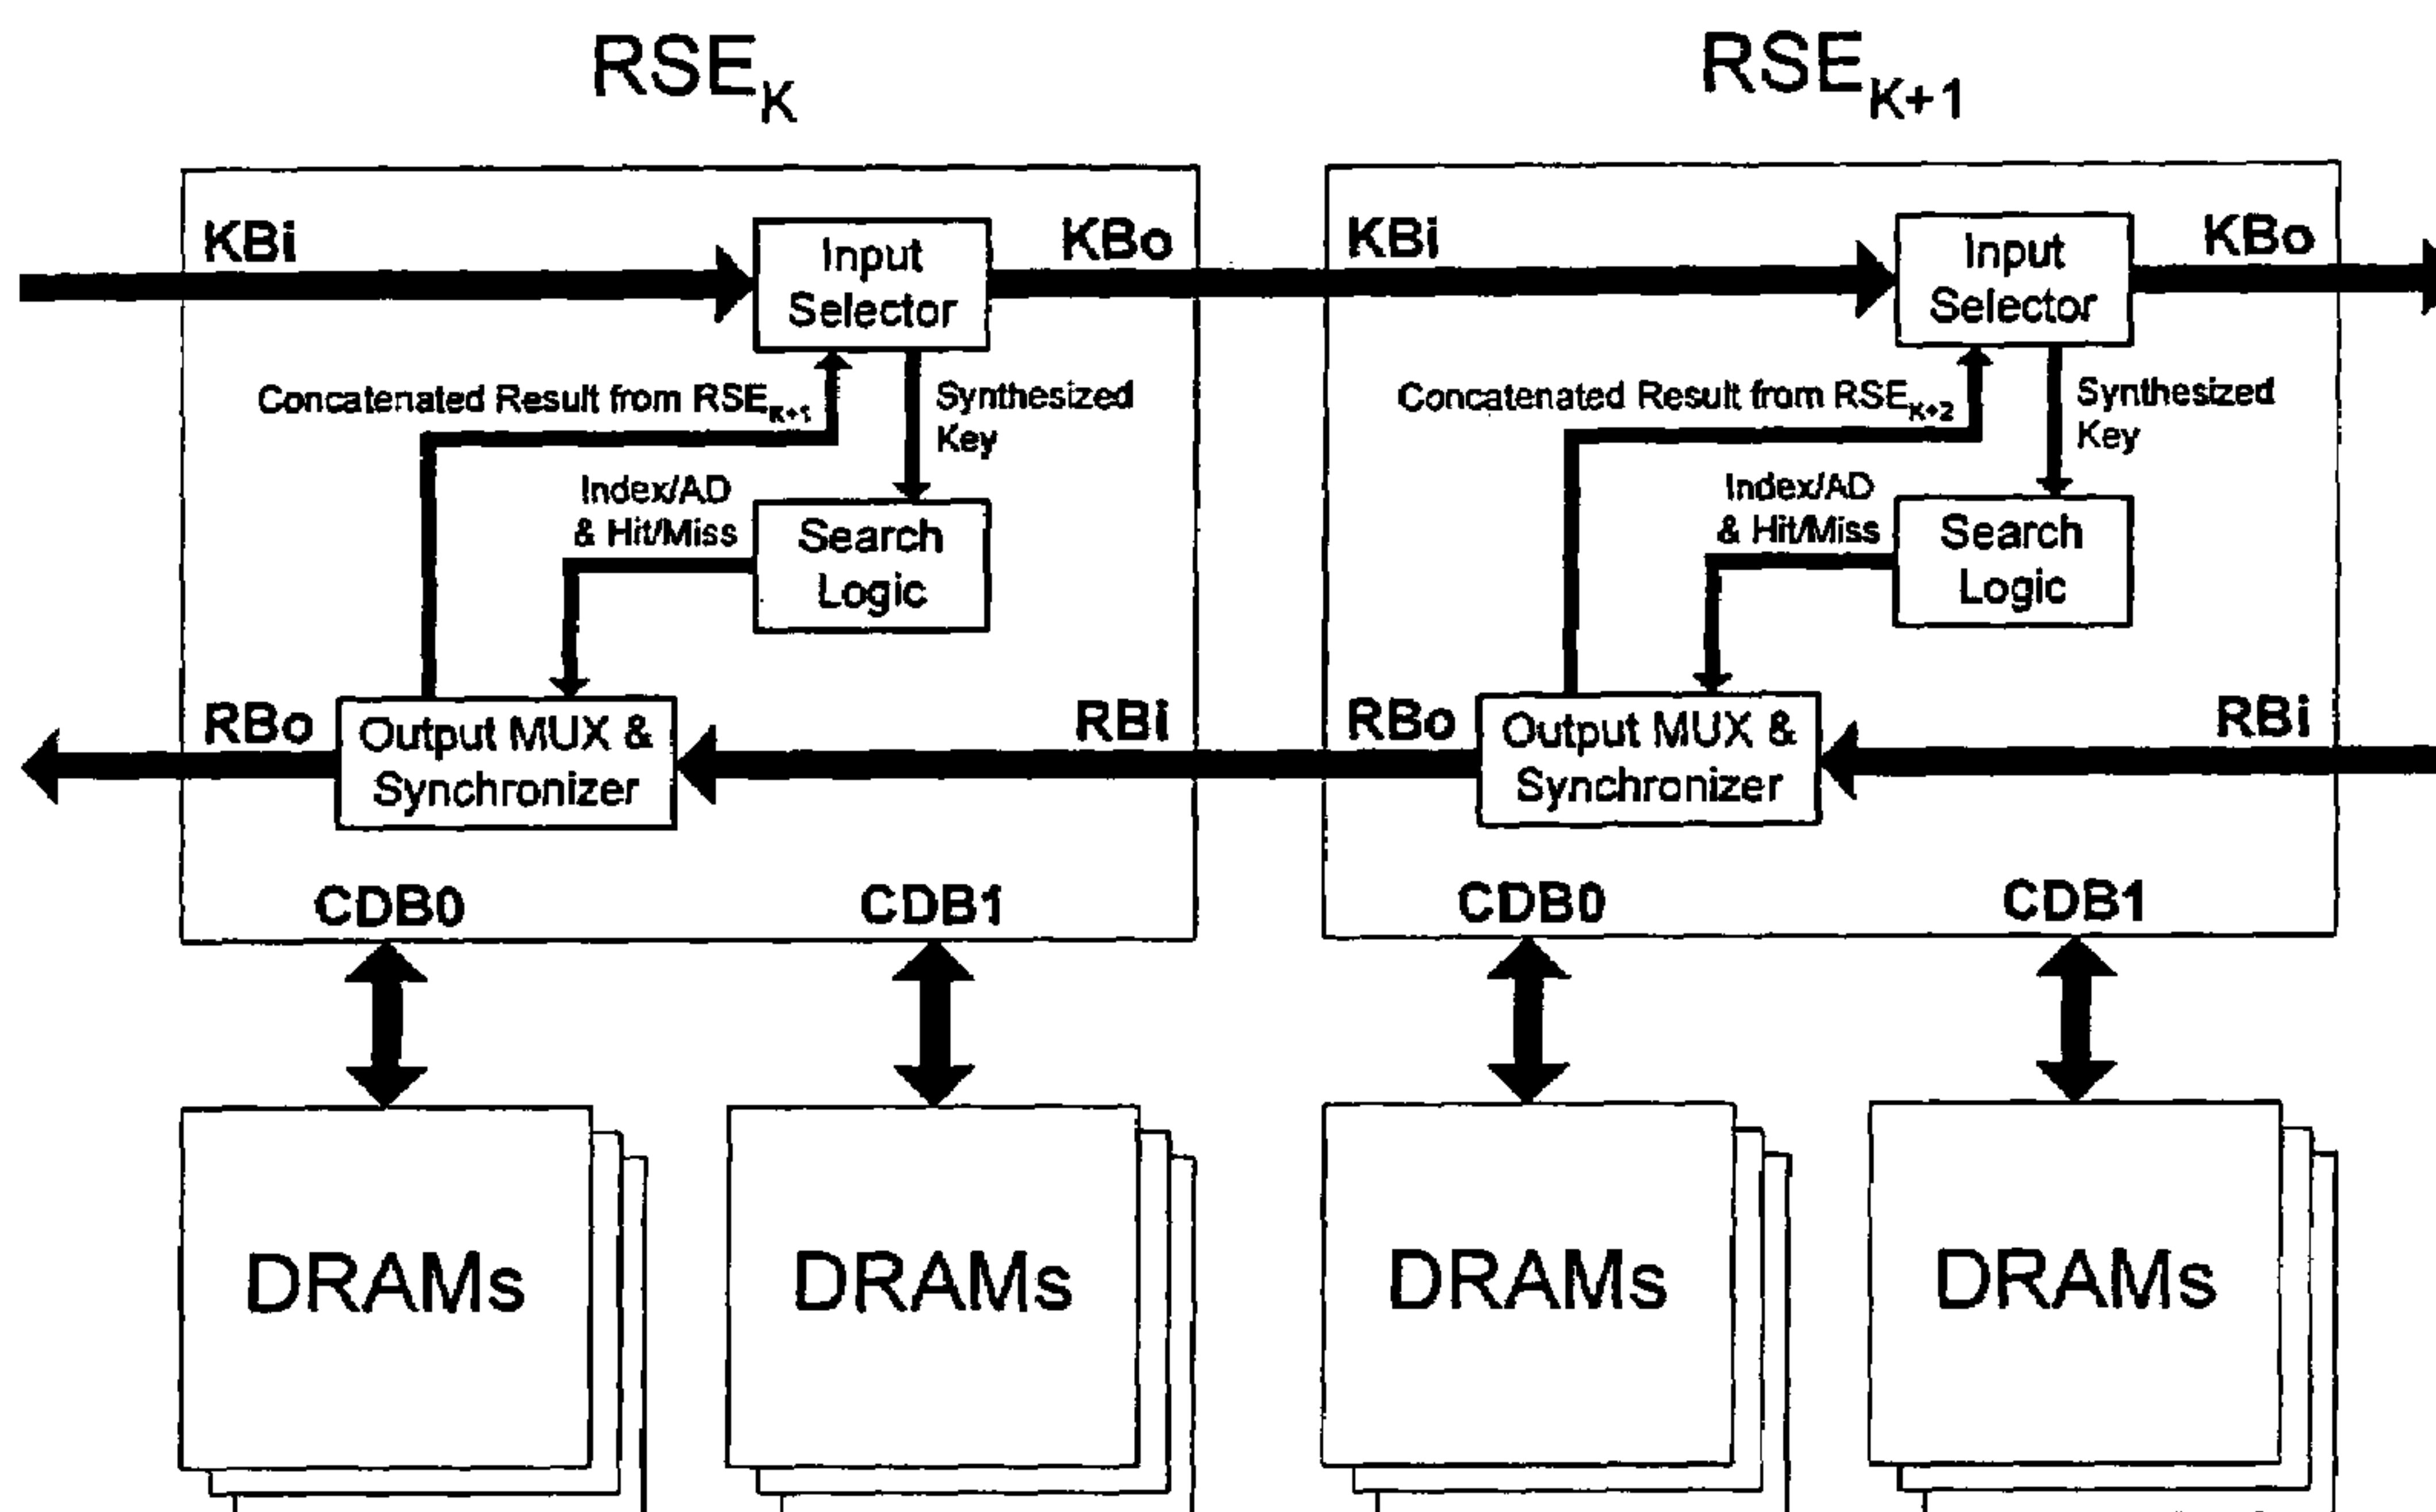 RSE_K
RSE_K+1
KBi
Input
Selector
KBo
KBi
Input
Selector
KBo
Concatenated Result from RSE_K+1
Synthesized
Key
Concatenated Result from RSE_K+2
Synthesized
Key
Index/AD
& Hit/Miss
Search
Logic
Index/AD
& Hit/Miss
Search
Logic
RBo
Output MUX &
Synchronizer
RBi
RBo
Output MUX &
Synchronizer
RBi
CDB0
CDB1
CDB0
CDB1
DRAMs
DRAMs
DRAMs
DRAMs